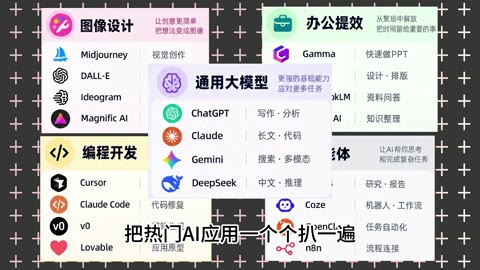 图像设计
让创意更简单
把想法变成图像
Midjourney 视觉创作
DALL·E
Ideogram
Magnific AI
办公提效
从繁琐中解放
把时间留给重要的事
Gamma 快速做PPT
设计·排版
okLM 资料问答
AI 知识整理
通用大模型
更强的基础能力
应对更多任务
ChatGPT 写作·分析
Claude 长文·代码
Gemini 搜索·多模态
DeepSeek 中文·推理
编程开发
Cursor
Claude Code 代码修复
v0
Lovable 应用原型
能体
让AI帮你思考
和完成复杂任务
研究·报告
Coze 机器人·工作流
任务自动化
n8n 流程连接
把热门AI应用一个个扒一遍